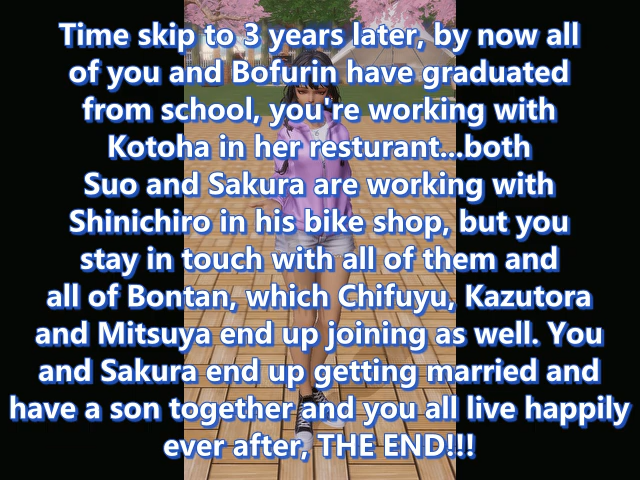 Time skip to 3 years later, by now all
of you and Bofurin have graduated
from school, you're working with
Kotoha in her resturant...both
Suo and Sakura are working with
Shinichiro in his bike shop, but you
stay in touch with all of them and
all of Bontan, which Chifuyu, Kazutora
and Mitsuya end up joining as well. You
and Sakura end up getting married and
have a son together and you all live happily
ever after, THE END!!!